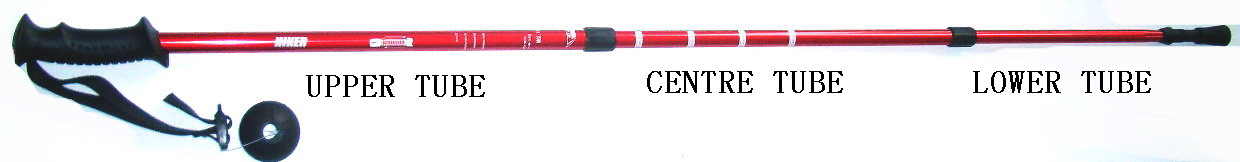 HIKER
UPPER TUBE
CENTRE TUBE
LOWER TUBE